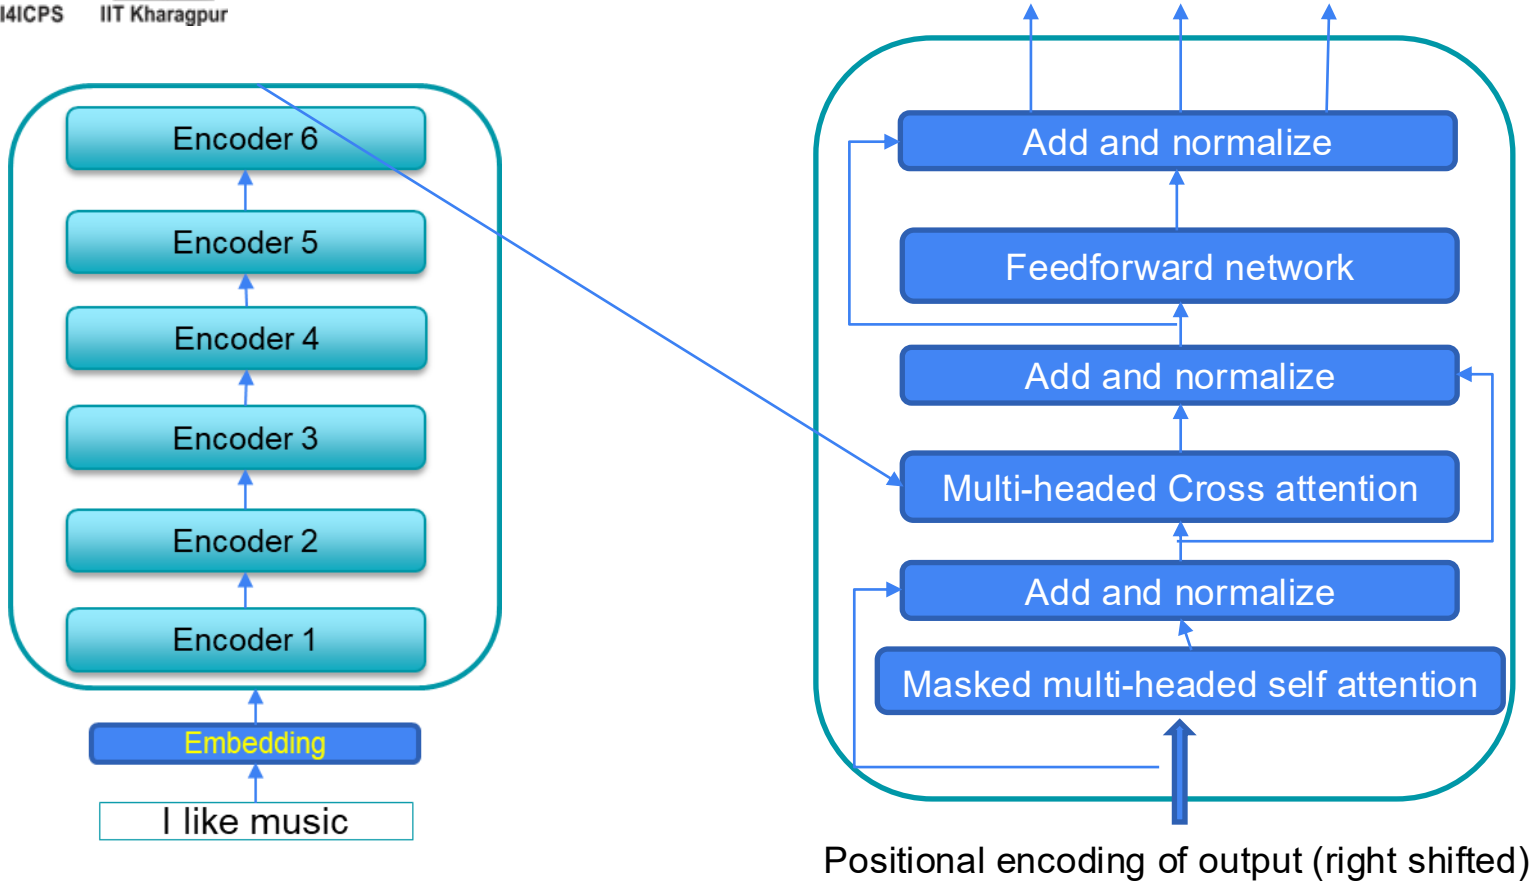 I4ICPS IIT Kharagpur
Encoder 6
Encoder 5
Encoder 4
Encoder 3
Encoder 2
Encoder 1
Embedding
I like music
Add and normalize
Feedforward network
Add and normalize
Multi-headed Cross attention
Add and normalize
Masked multi-headed self attention
Positional encoding of output (right shifted)